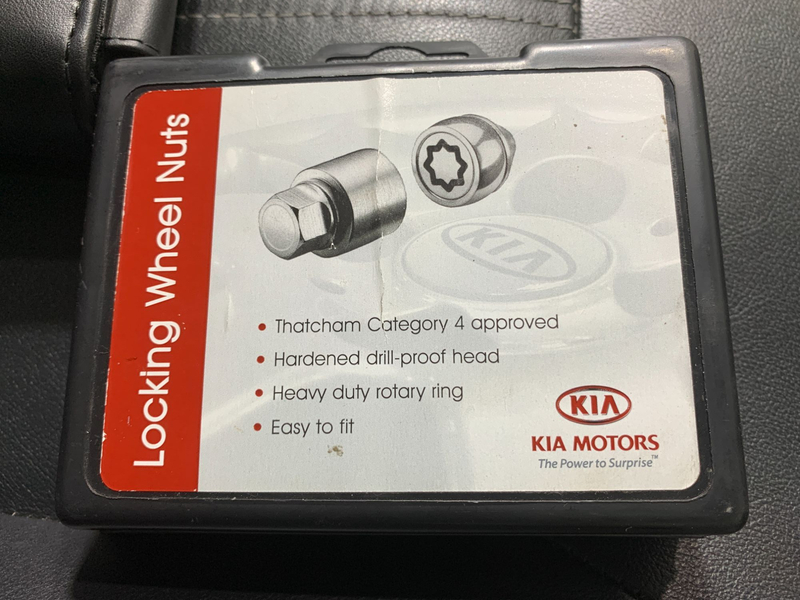 Locking Wheel Nuts
KIA
• Thatcham Category 4 approved
• Hardened drill-proof head
• Heavy duty rotary ring
• Easy to fit
KIA
KIA MOTORS
The Power to Surprise™